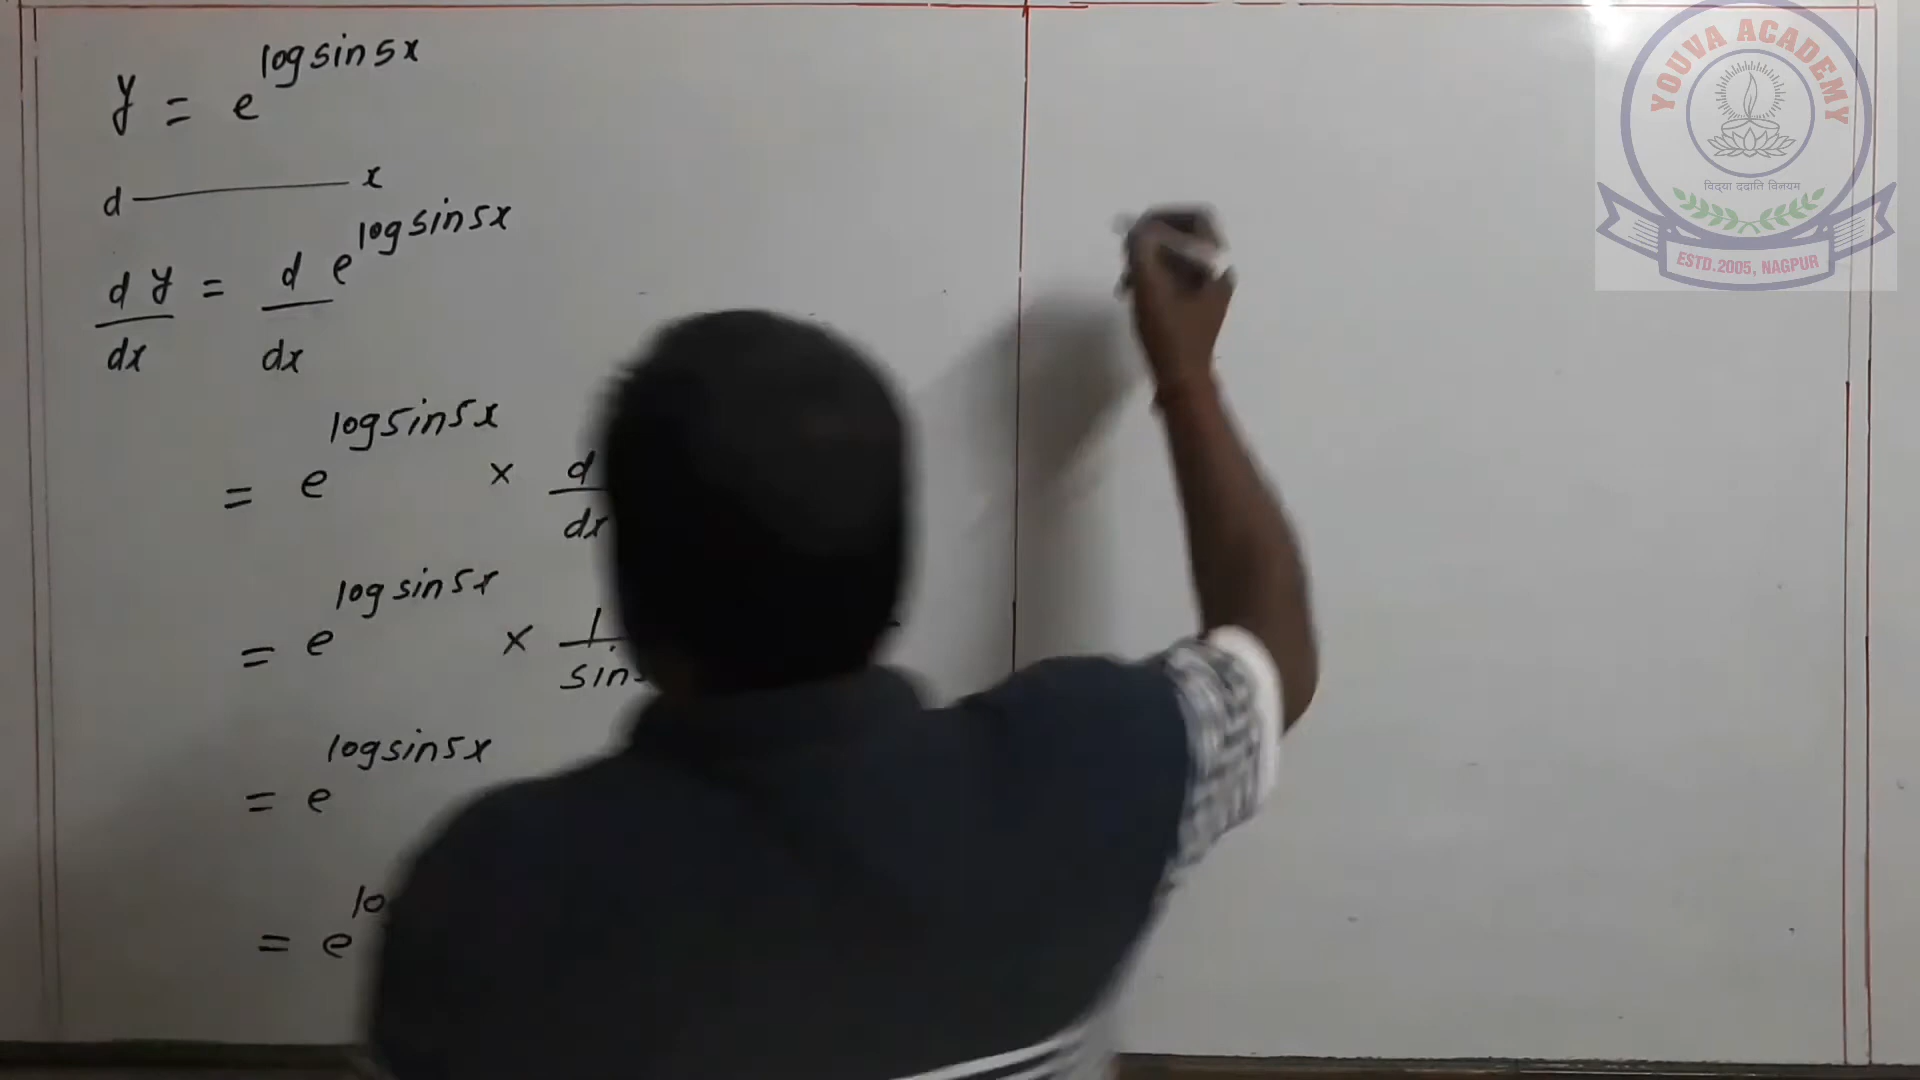 y = e^{log sin 5x}
d ——— x
dy/dx = d/dx e^{log sin 5x}
= e^{log sin 5x} × d/dx
= e^{log sin 5x} × 1/sin
= e^{log sin 5x}
= e^{lo
YOUVA ACADEMY
विद्या ददाति विनयम
ESTD.2005, NAGPUR